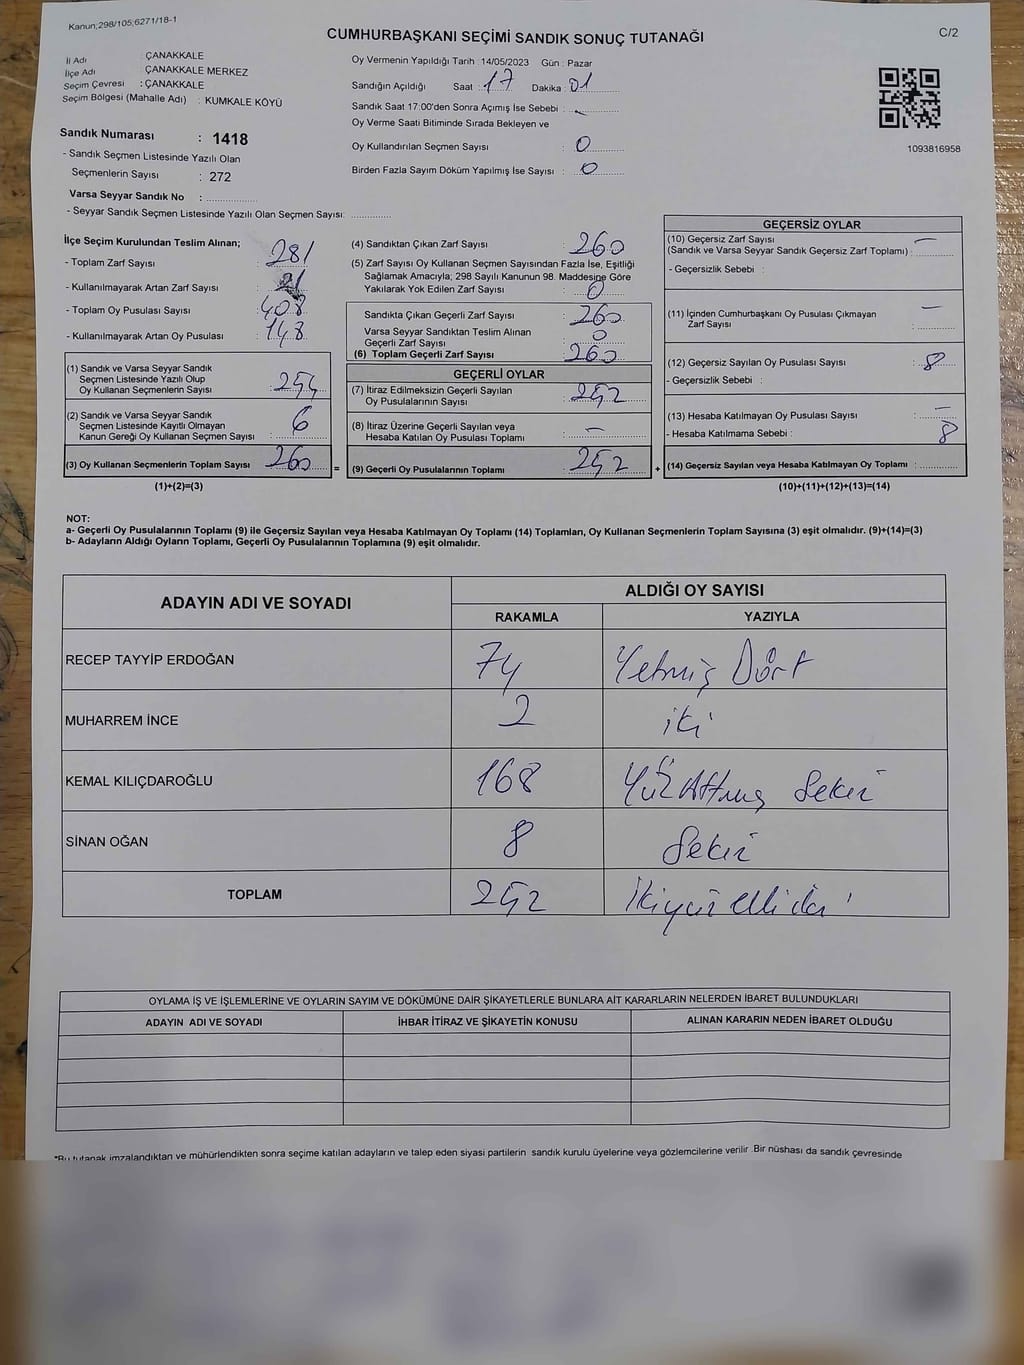 Kanun;298/105;6271/18-1
CUMHURBAŞKANI SEÇİMİ SANDIK SONUÇ TUTANAĞI
C/2
İl Adı : ÇANAKKALE
İlçe Adı : ÇANAKKALE MERKEZ
Seçim Çevresi : ÇANAKKALE
Seçim Bölgesi (Mahalle Adı) : KUMKALE KÖYÜ
Sandık Numarası : 1418
- Sandık Seçmen Listesinde Yazılı Olan
Seçmenlerin Sayısı : 272
Varsa Seyyar Sandık No :
- Seyyar Sandık Seçmen Listesinde Yazılı Olan Seçmen Sayısı:
Oy Vermenin Yapıldığı Tarih : 14/05/2023 Gün : Pazar
Sandığın Açıldığı Saat : 17 Dakika : 01
Sandık Saat 17:00'den Sonra Açımış İse Sebebi :
Oy Verme Saati Bitiminde Sırada Bekleyen ve
Oy Kullandırılan Seçmen Sayısı : 0
Birden Fazla Sayım Döküm Yapılmış İse Sayısı : 0
1093816958
İlçe Seçim Kurulundan Teslim Alınan;
- Toplam Zarf Sayısı : 281
- Kullanılmayarak Artan Zarf Sayısı : 21
- Toplam Oy Pusulası Sayısı : 408
- Kullanılmayarak Artan Oy Pusulası : 148
(1) Sandık ve Varsa Seyyar Sandık
Seçmen Listesinde Yazılı Olup
Oy Kullanan Seçmenlerin Sayısı : 254
(2) Sandık ve Varsa Seyyar Sandık
Seçmen Listesinde Kayıtlı Olmayan
Kanun Gereği Oy Kullanan Seçmen Sayısı : 6
(3) Oy Kullanan Seçmenlerin Toplam Sayısı : 260 =
(1)+(2)=(3)
(4) Sandıktan Çıkan Zarf Sayısı : 260
(5) Zarf Sayısı Oy Kullanan Seçmen Sayısından Fazla İse, Eşitliği
Sağlamak Amacıyla; 298 Sayılı Kanunun 98. Maddesine Göre
Yakılarak Yok Edilen Zarf Sayısı : 0
Sandıkta Çıkan Geçerli Zarf Sayısı : 260
Varsa Seyyar Sandıktan Teslim Alınan
Geçerli Zarf Sayısı : 0
(6) Toplam Geçerli Zarf Sayısı : 260
GEÇERLİ OYLAR
(7) İtiraz Edilmeksizin Geçerli Sayılan
Oy Pusulalarının Sayısı : 252
(8) İtiraz Üzerine Geçerli Sayılan veya
Hesaba Katılan Oy Pusulası Toplamı : –
(9) Geçerli Oy Pusulalarının Toplamı : 252 +
GEÇERSİZ OYLAR
(10) Geçersiz Zarf Sayısı
(Sandık ve Varsa Seyyar Sandık Geçersiz Zarf Toplamı) : –
- Geçersizlik Sebebi :
(11) İçinden Cumhurbaşkanı Oy Pusulası Çıkmayan
Zarf Sayısı : –
(12) Geçersiz Sayılan Oy Pusulası Sayısı : 8
- Geçersizlik Sebebi :
(13) Hesaba Katılmayan Oy Pusulası Sayısı : –
- Hesaba Katılmama Sebebi :
8
(14) Geçersiz Sayılan veya Hesaba Katılmayan Oy Toplamı :
(10)+(11)+(12)+(13)=(14)
NOT:
a- Geçerli Oy Pusulalarının Toplamı (9) ile Geçersiz Sayılan veya Hesaba Katılmayan Oy Toplamı (14) Toplamları, Oy Kullanan Seçmenlerin Toplam Sayısına (3) eşit olmalıdır. (9)+(14)=(3)
b- Adayların Aldığı Oyların Toplamı, Geçerli Oy Pusulalarının Toplamına (9) eşit olmalıdır.
ADAYIN ADI VE SOYADI
ALDIĞI OY SAYISI
RAKAMLA YAZIYLA
RECEP TAYYİP ERDOĞAN 74 Yetmiş Dört
MUHARREM İNCE 2 iki
KEMAL KILIÇDAROĞLU 168 Yüz Altmış Sekiz
SİNAN OĞAN 8 Sekiz
TOPLAM 252 İkiyüz elli iki
OYLAMA İŞ VE İŞLEMLERİNE VE OYLARIN SAYIM VE DÖKÜMÜNE DAİR ŞİKAYETLERLE BUNLARA AİT KARARLARIN NELERDEN İBARET BULUNDUKLARI
ADAYIN ADI VE SOYADI İHBAR İTİRAZ VE ŞİKAYETİN KONUSU ALINAN KARARIN NEDEN İBARET OLDUĞU
*Bu tutanak imzalandıktan ve mühürlendikten sonra seçime katılan adayların ve talep eden siyasi partilerin sandık kurulu üyelerine veya gözlemcilerine verilir. Bir nüshası da sandık çevresinde